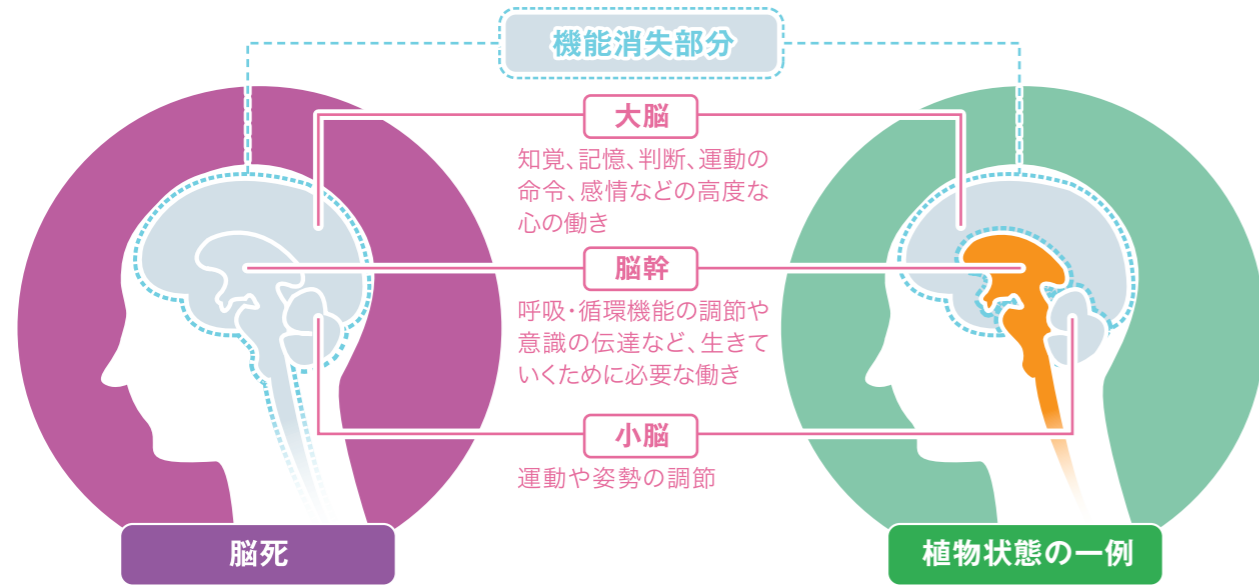 機能消失部分
大脳
知覚、記憶、判断、運動の
命令、感情などの高度な
心の働き
脳幹
呼吸・循環機能の調節や
意識の伝達など、生きて
いくために必要な働き
小脳
運動や姿勢の調節
脳死
植物状態の一例